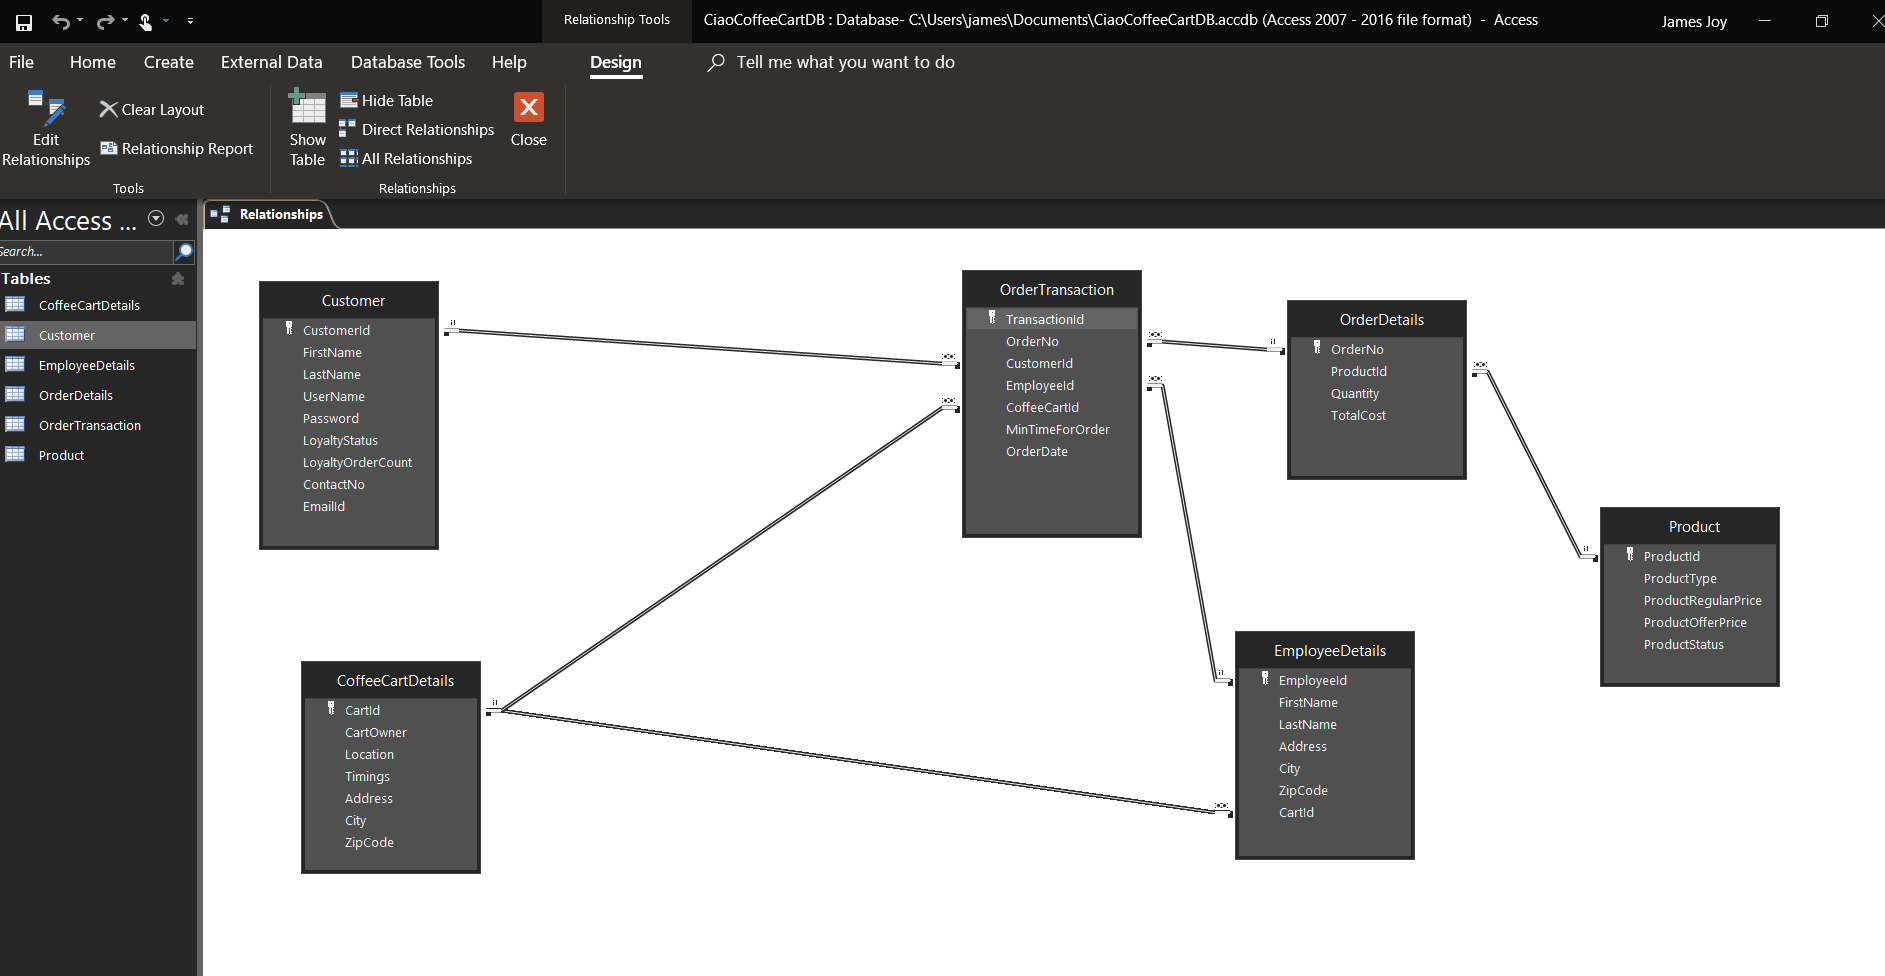 Relationship Tools
CiaoCoffeeCartDB : Database- C:\Users\james\Documents\CiaoCoffeeCartDB.accdb (Access 2007 - 2016 file format) - Access
James Joy
File Home Create External Data Database Tools Help Design Tell me what you want to do
Edit
Relationships
Clear Layout
Relationship Report
Tools
Show
Table
Hide Table
Direct Relationships
All Relationships
Close
Relationships
All Access ...
Search...
Tables
CoffeeCartDetails
Customer
EmployeeDetails
OrderDetails
OrderTransaction
Product
Relationships
Customer
CustomerId
FirstName
LastName
UserName
Password
LoyaltyStatus
LoyaltyOrderCount
ContactNo
EmailId
OrderTransaction
TransactionId
OrderNo
CustomerId
EmployeeId
CoffeeCartId
MinTimeForOrder
OrderDate
OrderDetails
OrderNo
ProductId
Quantity
TotalCost
Product
ProductId
ProductType
ProductRegularPrice
ProductOfferPrice
ProductStatus
CoffeeCartDetails
CartId
CartOwner
Location
Timings
Address
City
ZipCode
EmployeeDetails
EmployeeId
FirstName
LastName
Address
City
ZipCode
CartId